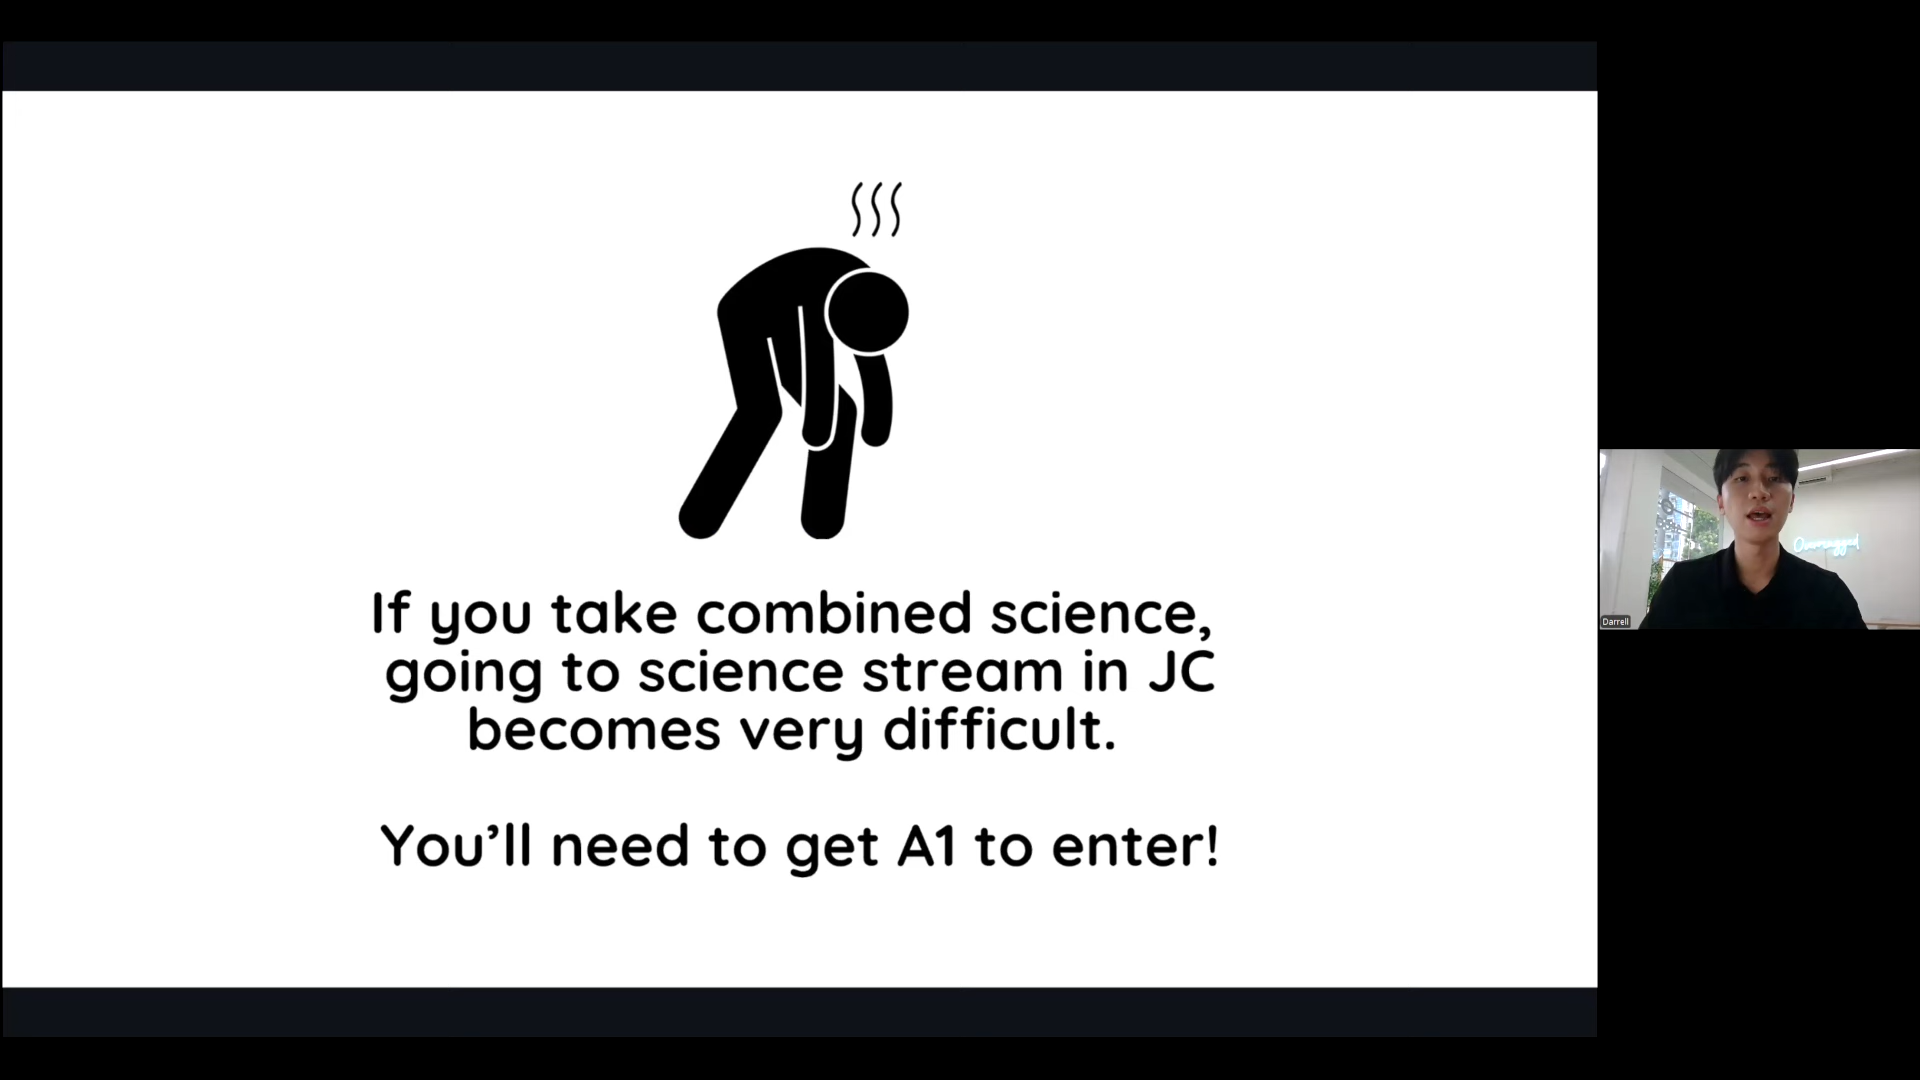 If you take combined science,
going to science stream in JC
becomes very difficult.
You’ll need to get A1 to enter!
Darrell